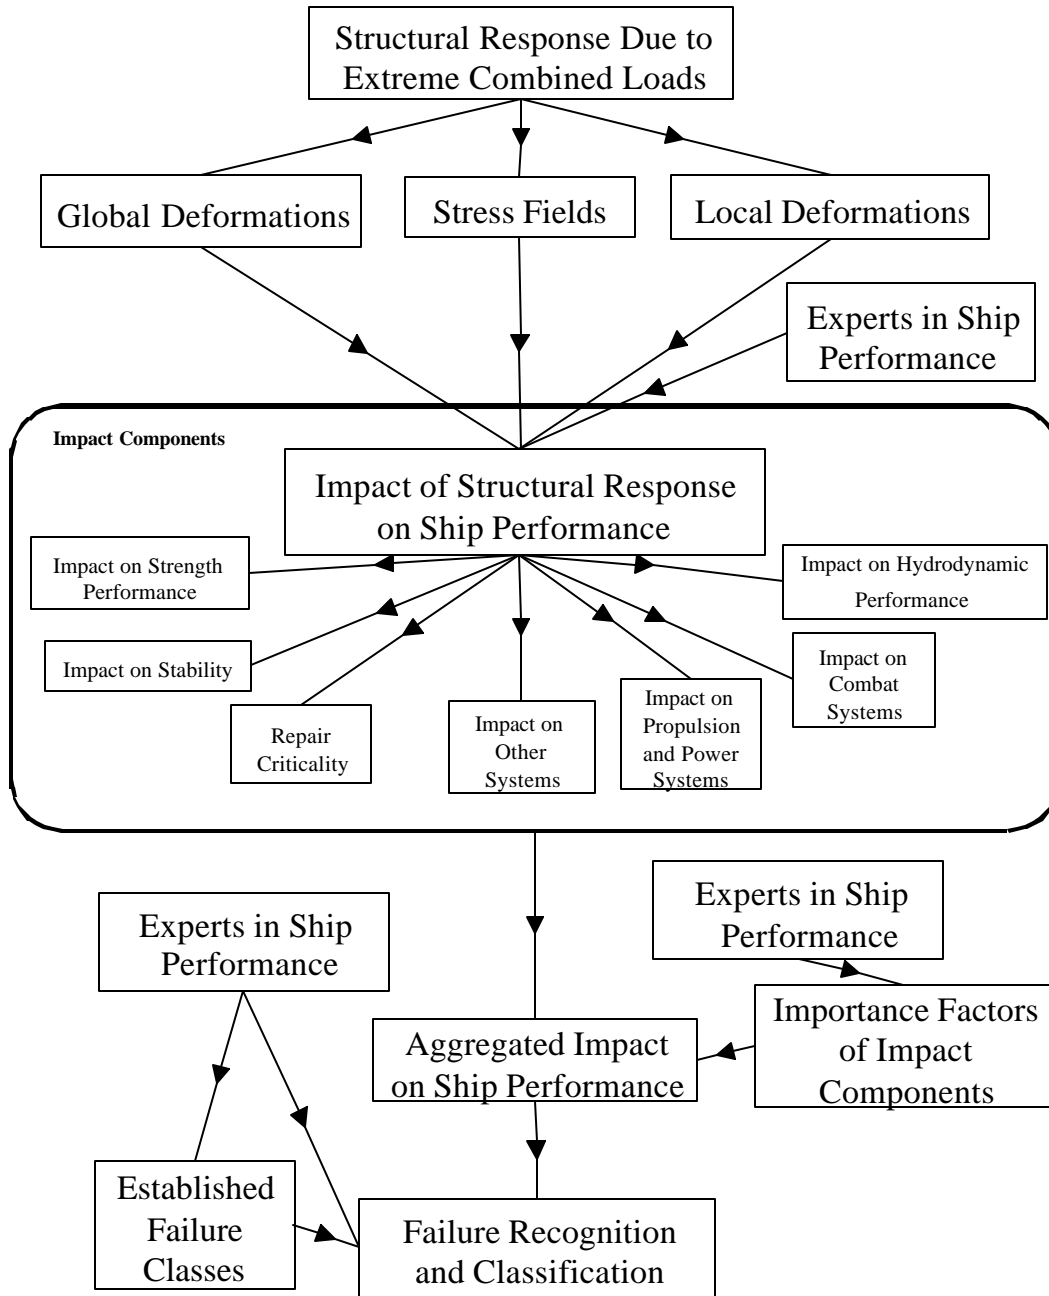 Structural Response Due to
Extreme Combined Loads
Global Deformations
Stress Fields
Local Deformations
Experts in Ship
Performance
Impact Components
Impact of Structural Response
on Ship Performance
Impact on Strength
Performance
Impact on Hydrodynamic
Performance
Impact on Stability
Impact on
Combat
Systems
Repair
Criticality
Impact on
Other
Systems
Impact on
Propulsion
and Power
Systems
Experts in Ship
Performance
Experts in Ship
Performance
Aggregated Impact
on Ship Performance
Importance Factors
of Impact
Components
Established
Failure
Classes
Failure Recognition
and Classification